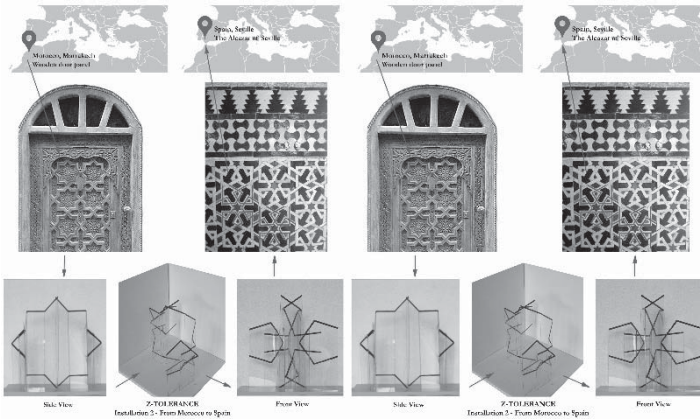 Morocco, Marrakech
Wooden door panel
Spain, Seville
The Alcazar of Seville
Morocco, Marrakech
Wooden door panel
Spain, Seville
The Alcazar of Seville
Side View
Z-TOLERANCE
Installation 2 - From Morocco to Spain
Front View
Side View
Z-TOLERANCE
Installation 2 - From Morocco to Spain
Front View